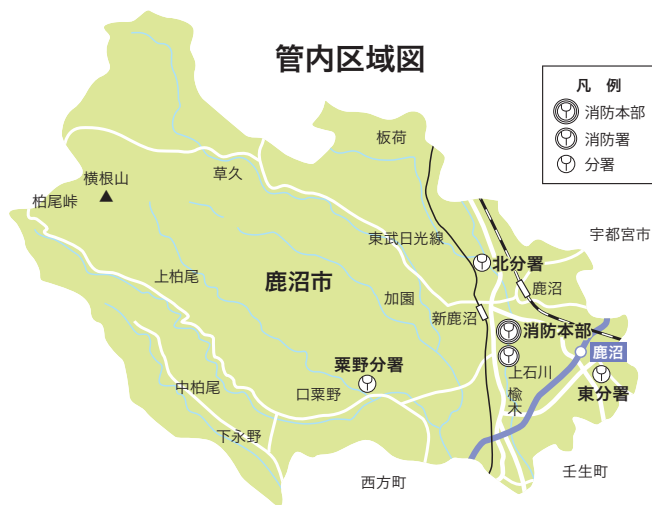 管内区域図
凡 例
消防本部
消防署
分署
板荷
横根山
草久
柏尾峠
東武日光線
宇都宮市
北分署
上柏尾
鹿沼市
加園
鹿沼
新鹿沼
消防本部
鹿沼
粟野分署
上石川
中柏尾
口粟野
楡木
東分署
下永野
西方町
壬生町